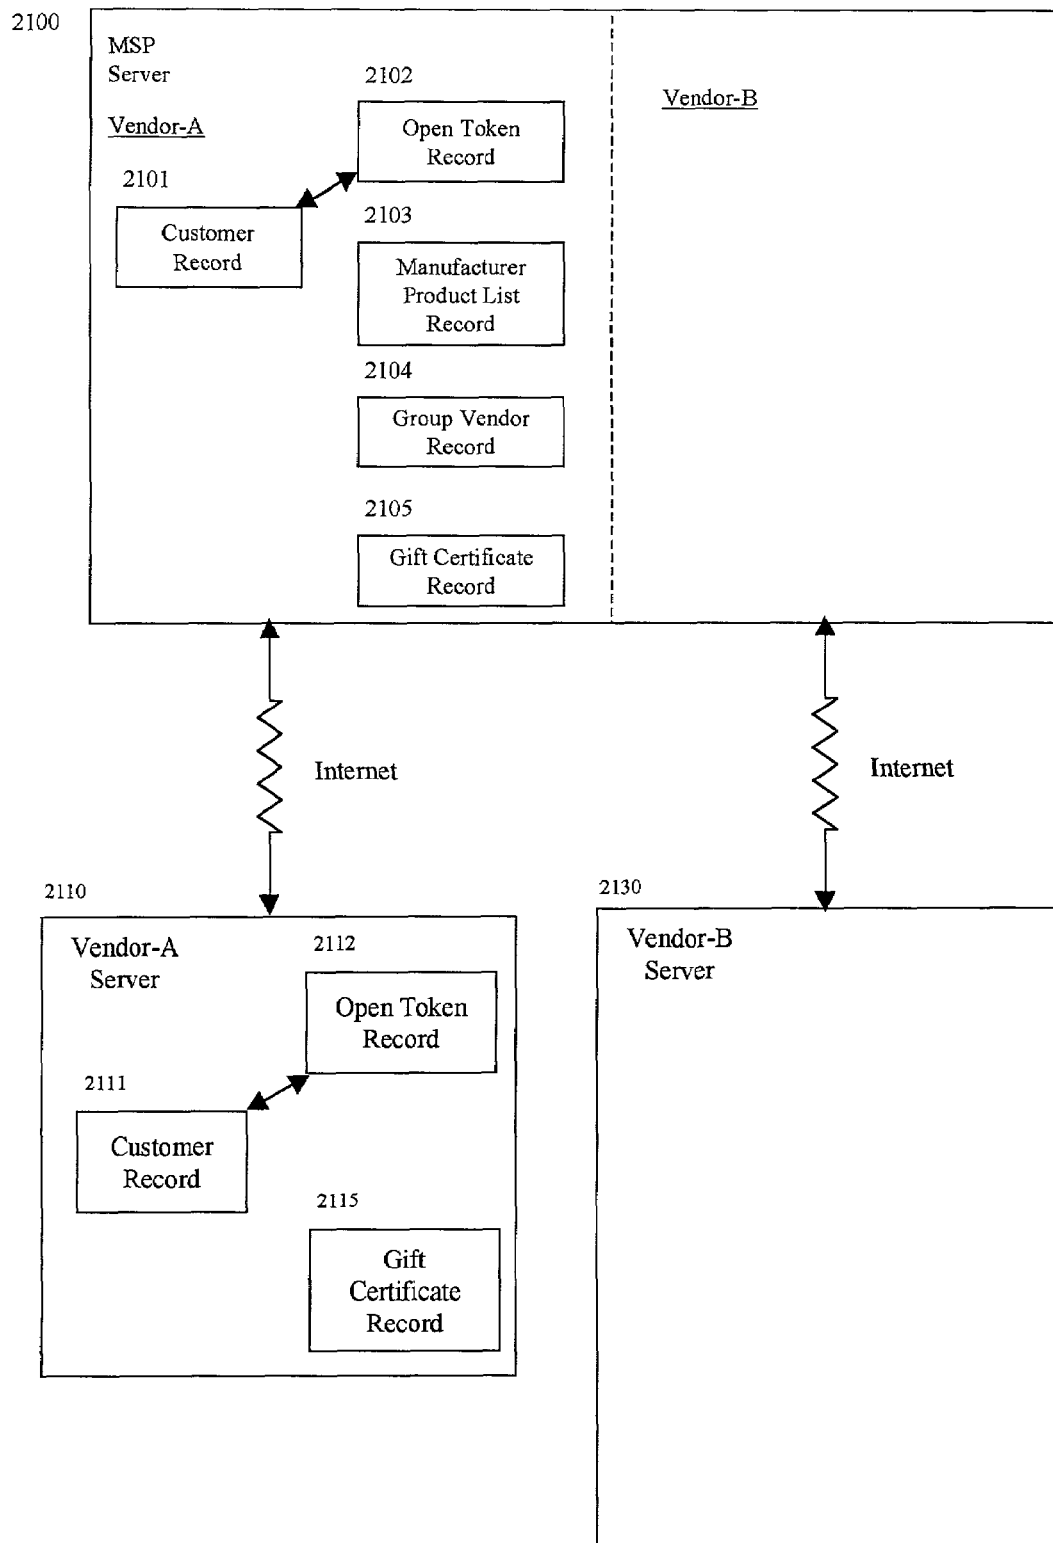 2100
MSP
Server
Vendor-A
2101
Customer
Record
2102
Open Token
Record
2103
Manufacturer
Product List
Record
2104
Group Vendor
Record
2105
Gift Certificate
Record
Vendor-B
Internet
Internet
2110
Vendor-A
Server
2112
Open Token
Record
2111
Customer
Record
2115
Gift
Certificate
Record
2130
Vendor-B
Server